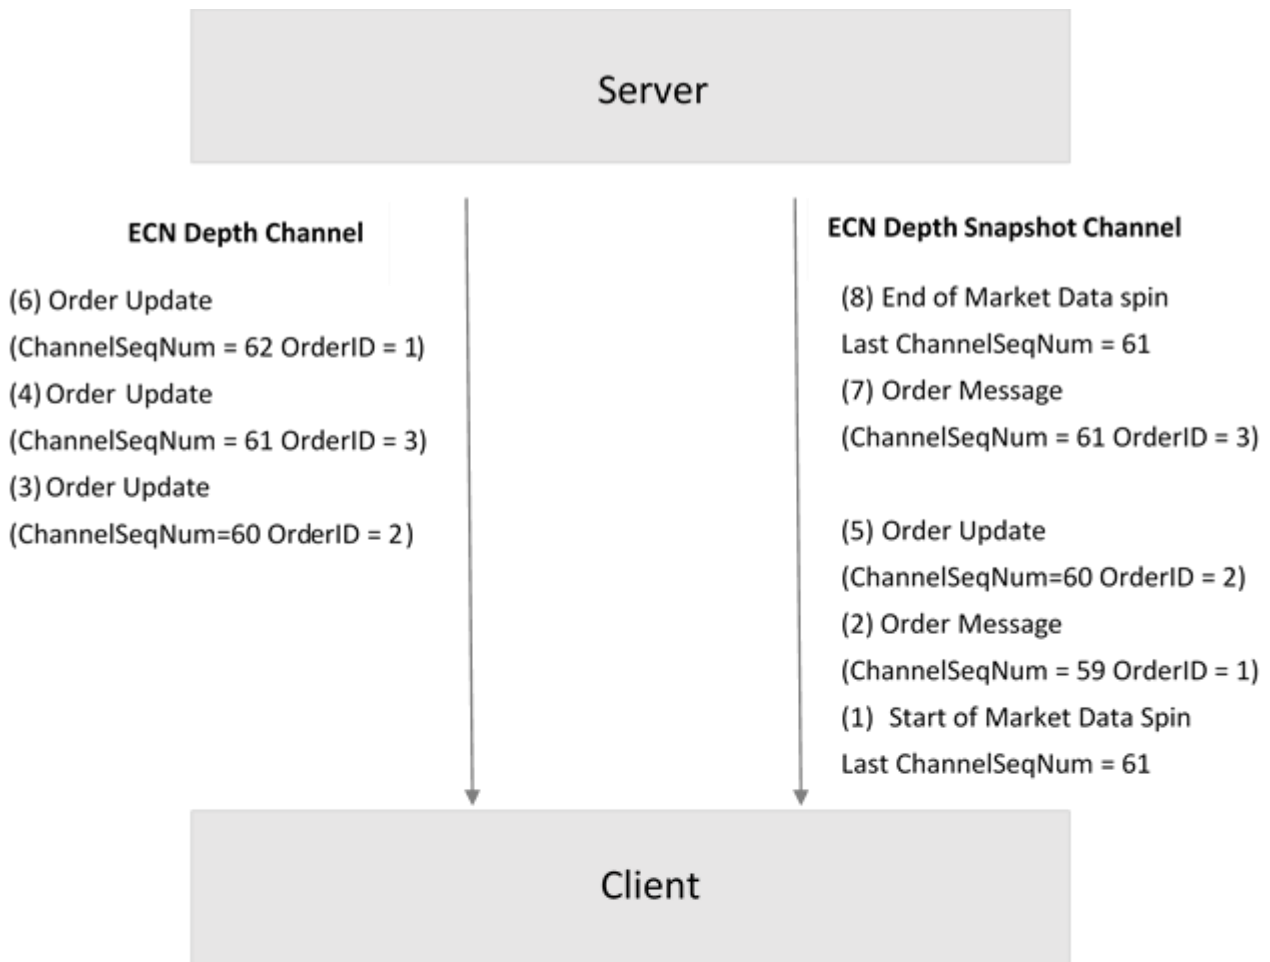 Server
ECN Depth Channel
(6) Order Update
(ChannelSeqNum = 62 OrderID = 1)
(4) Order Update
(ChannelSeqNum = 61 OrderID = 3)
(3) Order Update
(ChannelSeqNum=60 OrderID = 2)
ECN Depth Snapshot Channel
(8) End of Market Data spin
Last ChannelSeqNum = 61
(7) Order Message
(ChannelSeqNum = 61 OrderID = 3)
(5) Order Update
(ChannelSeqNum=60 OrderID = 2)
(2) Order Message
(ChannelSeqNum = 59 OrderID = 1)
(1) Start of Market Data Spin
Last ChannelSeqNum = 61
Client